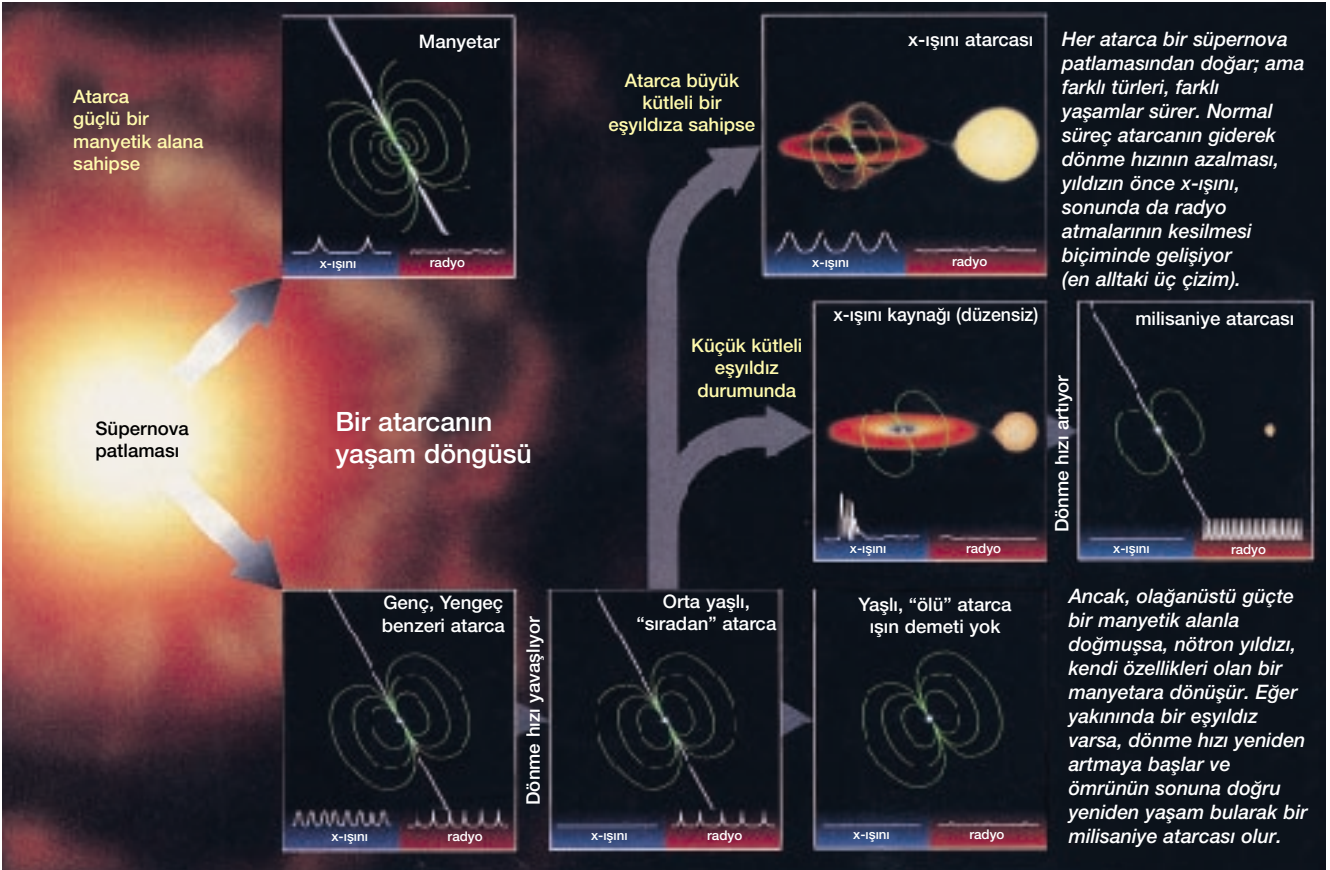 Manyetar
Atarca
güçlü bir
manyetik alana
sahipse
x-ışını
radyo
Atarca büyük
kütleli bir
eşyıldıza sahipse
x-ışını atarcası
x-ışını
radyo
Her atarca bir süpernova
patlamasından doğar; ama
farklı türleri, farklı
yaşamlar sürer. Normal
süreç atarcanın giderek
dönme hızının azalması,
yıldızın önce x-ışını,
sonunda da radyo
atmalarının kesilmesi
biçiminde gelişiyor
(en alttaki üç çizim).
Küçük kütleli
eşyıldız
durumunda
x-ışını kaynağı (düzensiz)
x-ışını
radyo
Dönme hızı artıyor
milisaniye atarcası
x-ışını
radyo
Süpernova
patlaması
Bir atarcanın
yaşam döngüsü
Genç, Yengeç
benzeri atarca
x-ışını
radyo
Dönme hızı yavaşlıyor
Orta yaşlı,
“sıradan” atarca
x-ışını
radyo
Yaşlı, “ölü” atarca
ışın demeti yok
x-ışını
radyo
Ancak, olağanüstü güçte
bir manyetik alanla
doğmuşsa, nötron yıldızı,
kendi özellikleri olan bir
manyetara dönüşür. Eğer
yakınında bir eşyıldız
varsa, dönme hızı yeniden
artmaya başlar ve
ömrünün sonuna doğru
yeniden yaşam bularak bir
milisaniye atarcası olur.